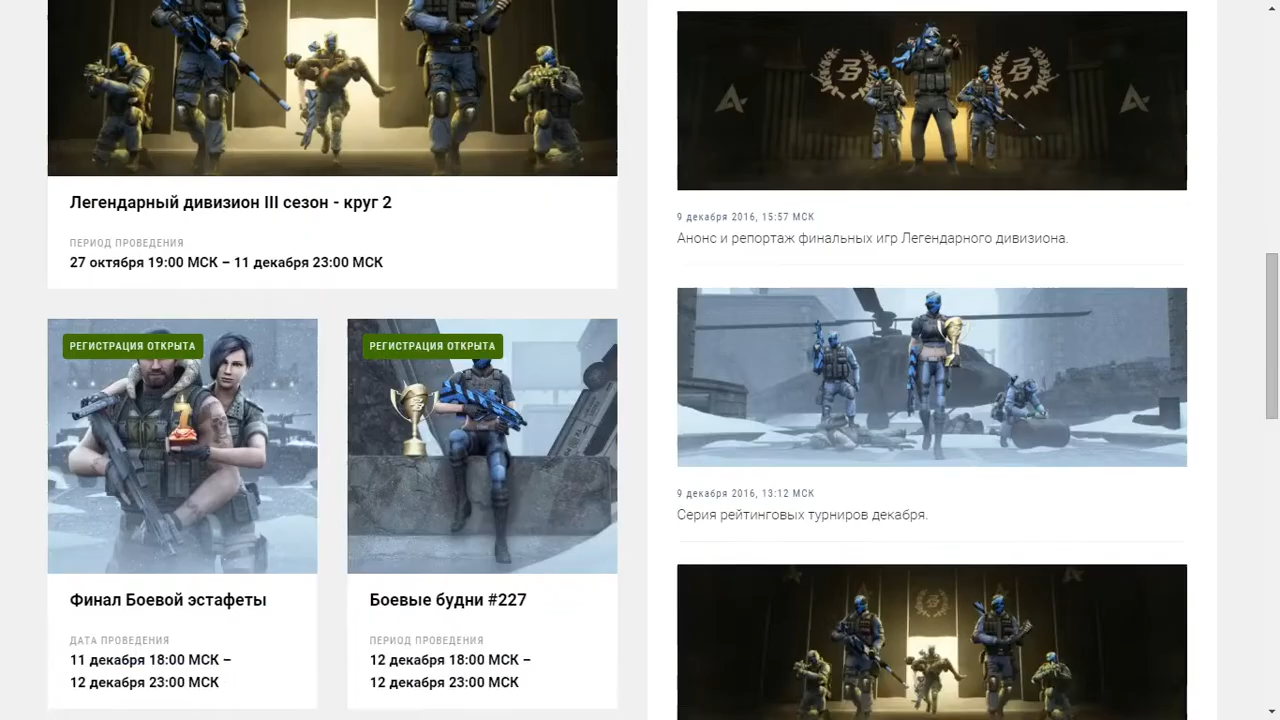 Легендарный дивизион III сезон - круг 2
ПЕРИОД ПРОВЕДЕНИЯ
27 октября 19:00 МСК – 11 декабря 23:00 МСК
РЕГИСТРАЦИЯ ОТКРЫТА
Финал Боевой эстафеты
ДАТА ПРОВЕДЕНИЯ
11 декабря 18:00 МСК –
12 декабря 23:00 МСК
РЕГИСТРАЦИЯ ОТКРЫТА
Боевые будни #227
ПЕРИОД ПРОВЕДЕНИЯ
12 декабря 18:00 МСК –
12 декабря 23:00 МСК
9 декабря 2016, 15:57 МСК
Анонс и репортаж финальных игр Легендарного дивизиона.
9 декабря 2016, 13:12 МСК
Серия рейтинговых турниров декабря.